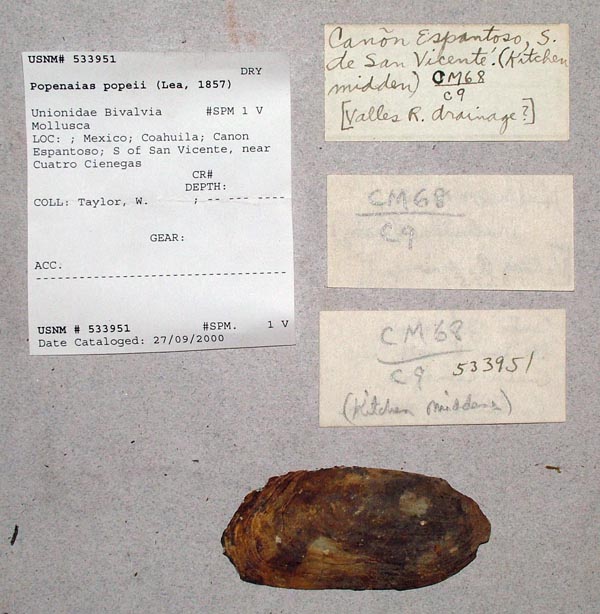 USNM# 533951
DRY
Popenaias popeii (Lea, 1857)
Unionidae Bivalvia #SPM 1 V
Mollusca
LOC: ; Mexico; Coahuila; Canon
Espantoso; S of San Vicente, near
Cuatro Cienegas
CR#
DEPTH:
COLL: Taylor, W. ; -- --- ----
GEAR:
ACC.
USNM # 533951 #SPM. 1 V
Date Cataloged: 27/09/2000
Canõn Espantoso, S.
de San Vicente. (Kitchen
midden) CM68
C9
[Valles R. drainage?]
CM68
C9
CM68
C9 533951
(Kitchen middens)